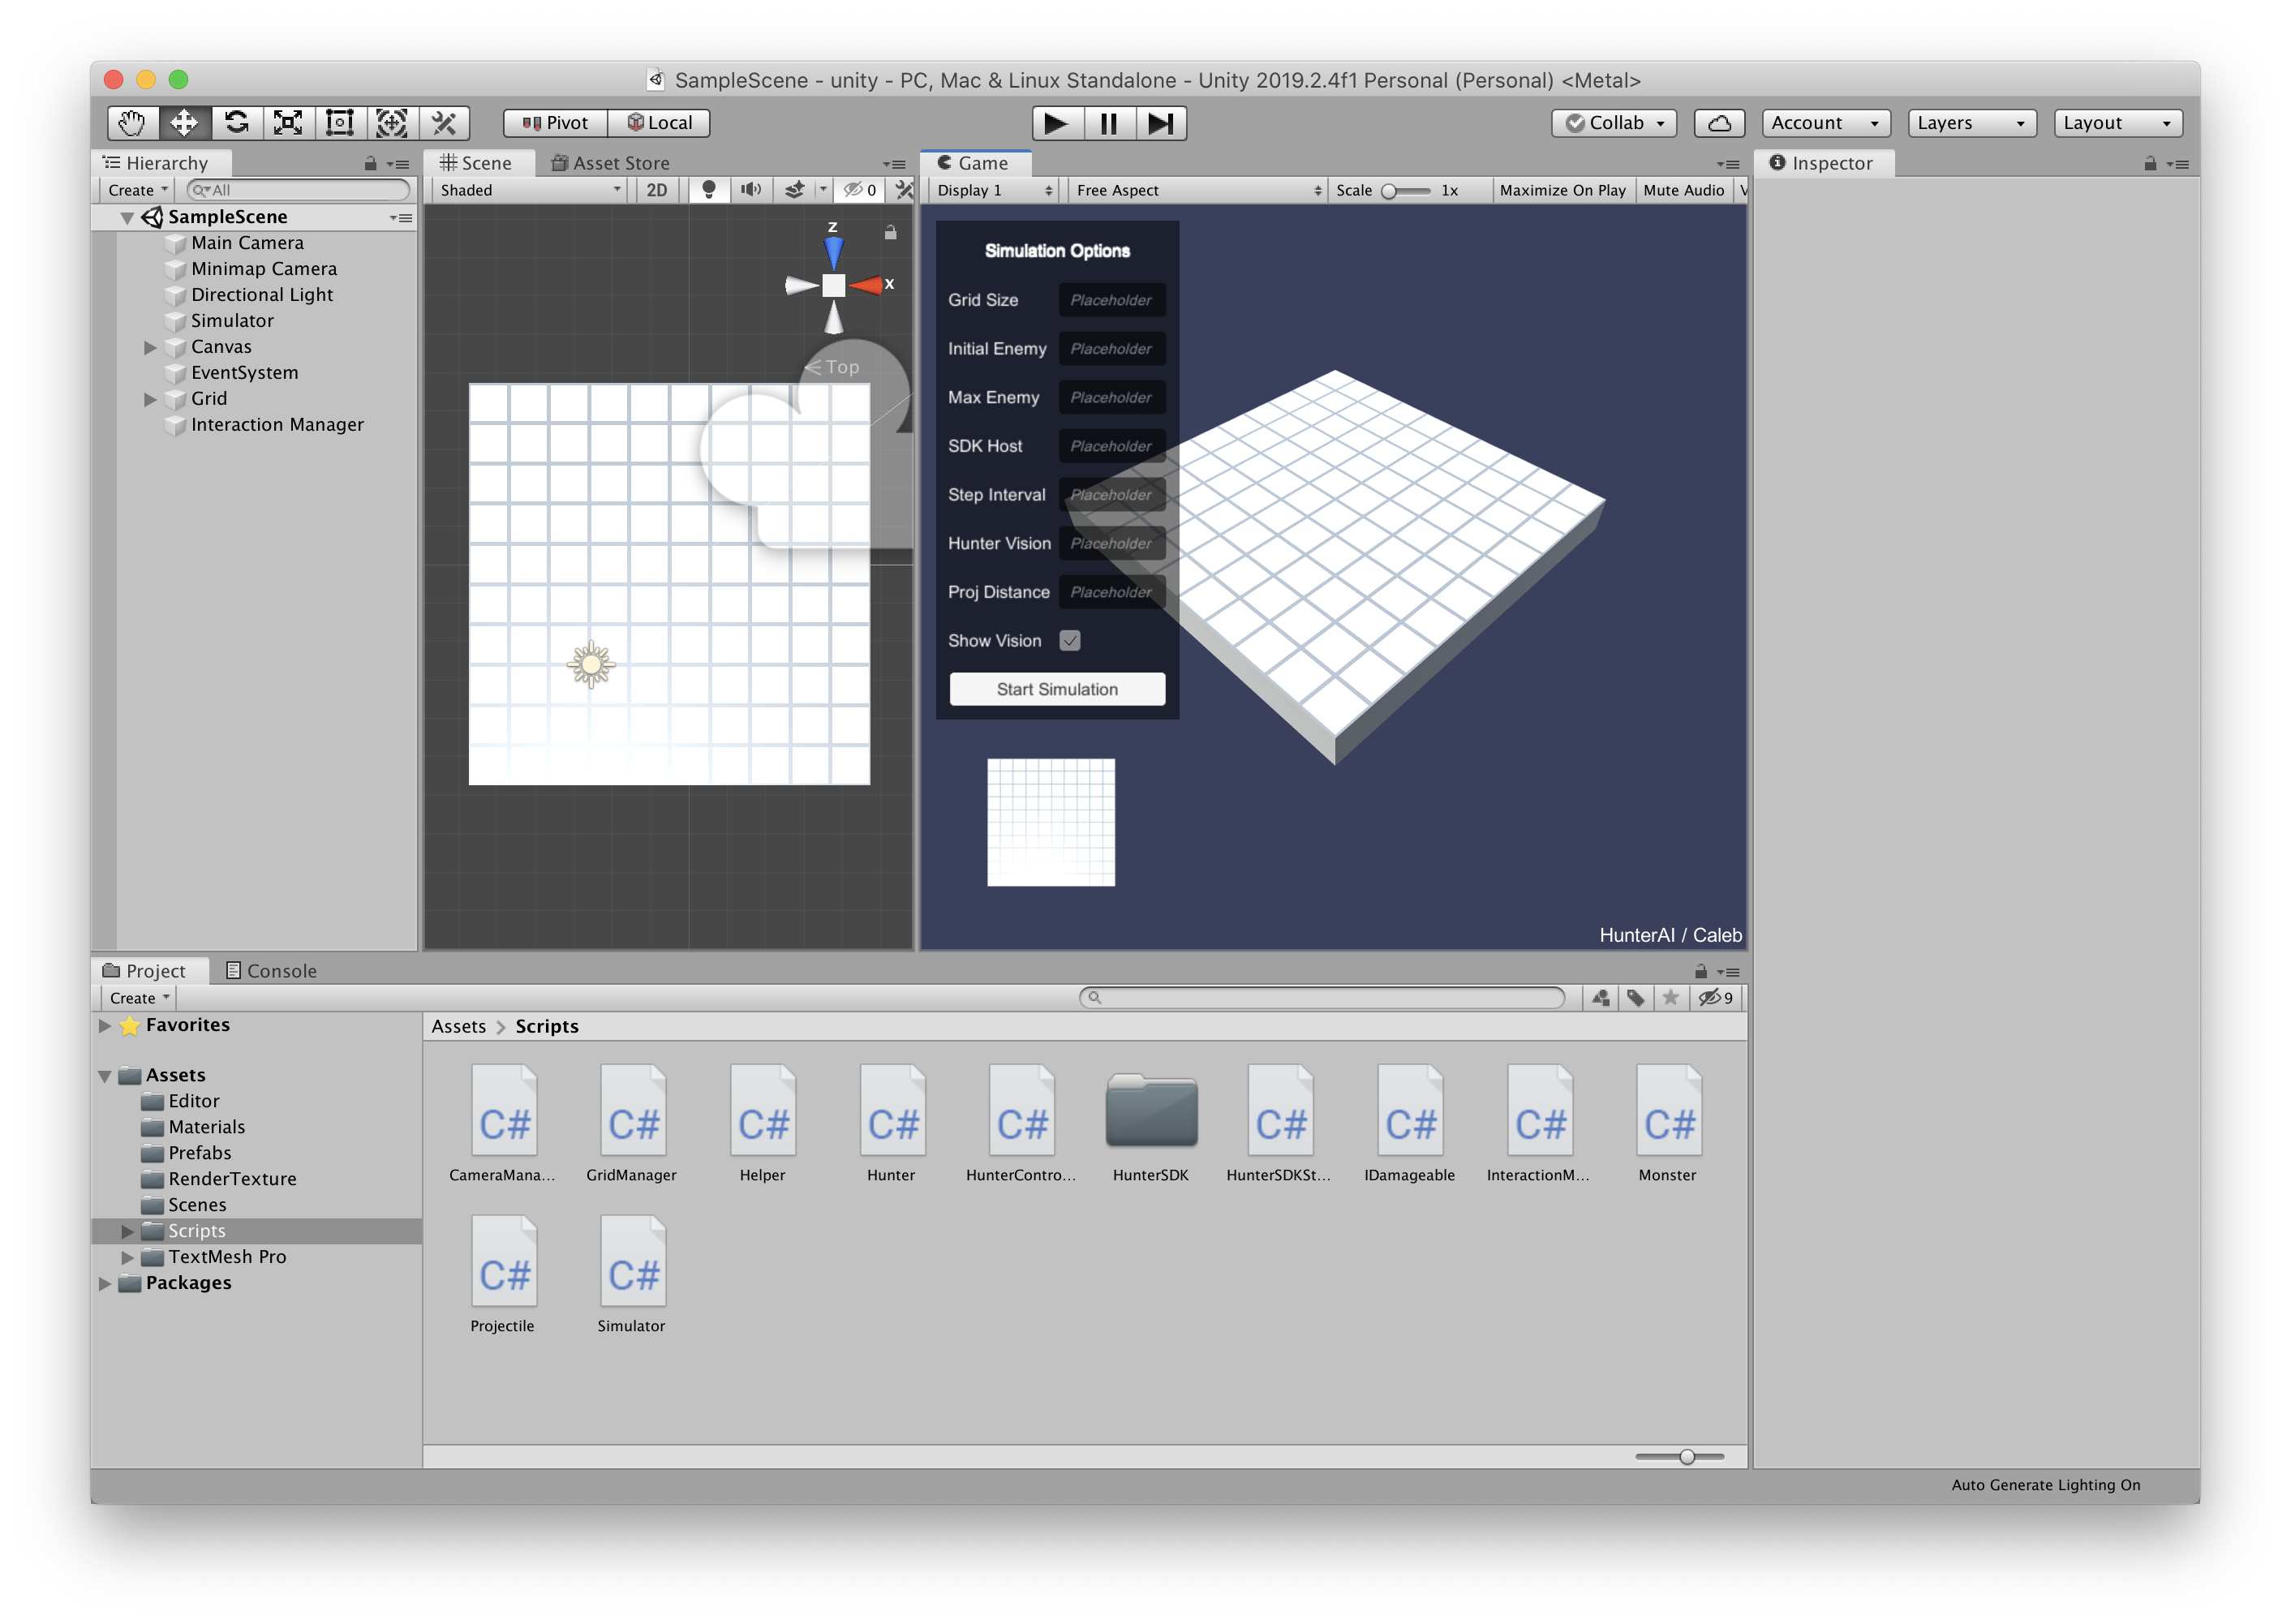 SampleScene - unity - PC, Mac & Linux Standalone - Unity 2019.2.4f1 Personal (Personal) <Metal>
Pivot Local Collab Account Layers Layout
Hierarchy
Create All
SampleScene
Main Camera
Minimap Camera
Directional Light
Simulator
Canvas
EventSystem
Grid
Interaction Manager
Scene Asset Store
Shaded 2D 0
z
x
Top
Game
Display 1 Free Aspect Scale 1x Maximize On Play Mute Audio V
Simulation Options
Grid Size Placeholder
Initial Enemy Placeholder
Max Enemy Placeholder
SDK Host Placeholder
Step Interval Placeholder
Hunter Vision Placeholder
Proj Distance Placeholder
Show Vision
Start Simulation
HunterAI / Caleb
Inspector
Project Console
Create 9
Favorites
Assets
Editor
Materials
Prefabs
RenderTexture
Scenes
Scripts
TextMesh Pro
Packages
Assets > Scripts
C# C# C# C# C# C# C# C# C#
CameraMana... GridManager Helper Hunter HunterContro... HunterSDK HunterSDKSt... IDamageable InteractionM... Monster
C# C#
Projectile Simulator
Auto Generate Lighting On